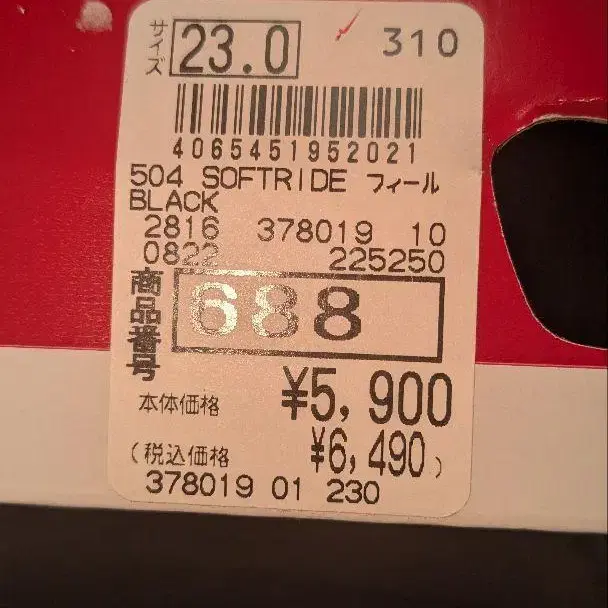 サイズ 23.0 310
4065451952021
504 SOFTRIDE フィール
BLACK
2816 378019 10
0822 225250
商品番号 688
本体価格 ¥5,900
(税込価格 ¥6,490)
378019 01 230